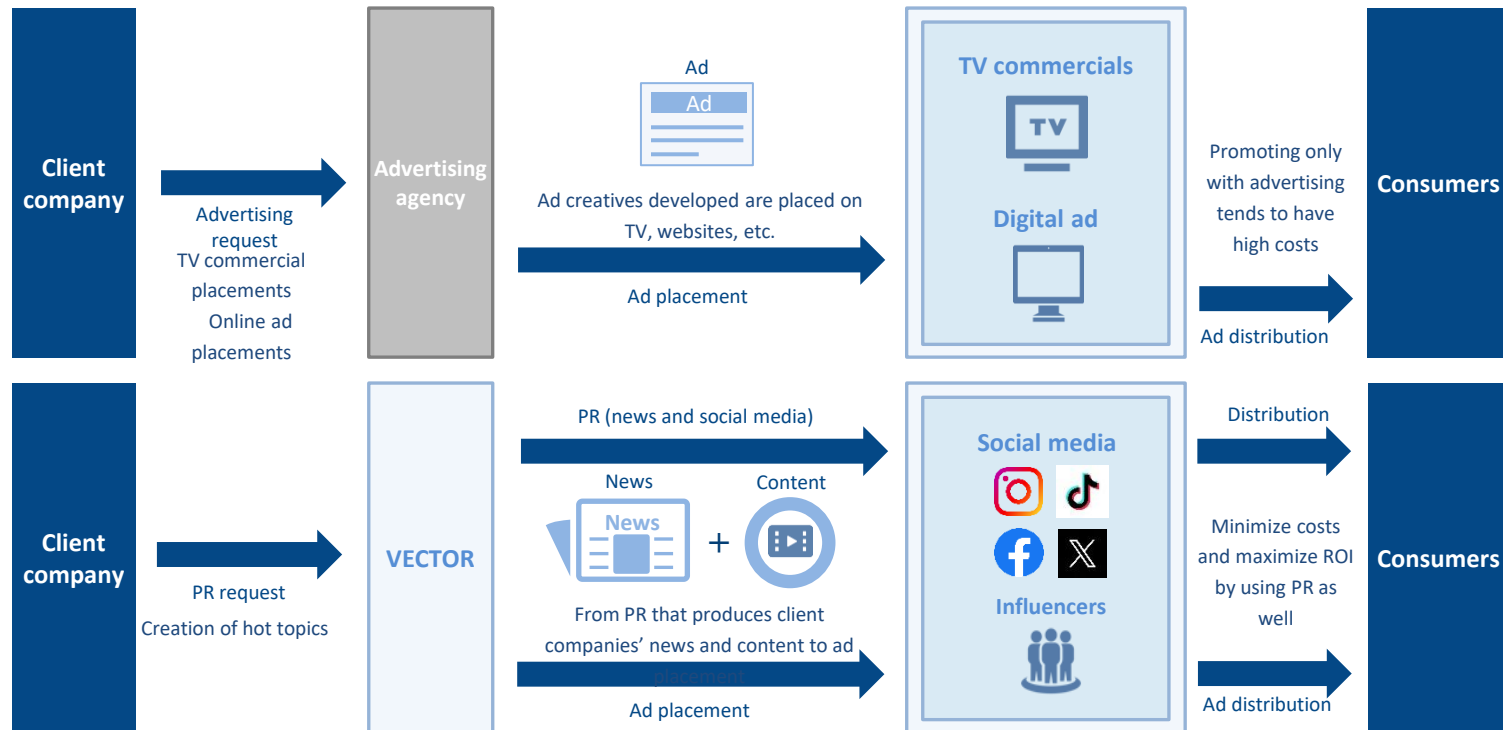 Client
company
Advertising
request
TV commercial
placements
Online ad
placements
Advertising
agency
Ad
Ad
Ad creatives developed are placed on
TV, websites, etc.
Ad placement
TV commercials
TV
Digital ad
Promoting only
with advertising
tends to have
high costs
Ad distribution
Consumers
Client
company
PR request
Creation of hot topics
VECTOR
PR (news and social media)
News
News
+
Content
From PR that produces client
companies’ news and content to ad
placement
Ad placement
Social media
Influencers
Distribution
Minimize costs
and maximize ROI
by using PR as
well
Ad distribution
Consumers